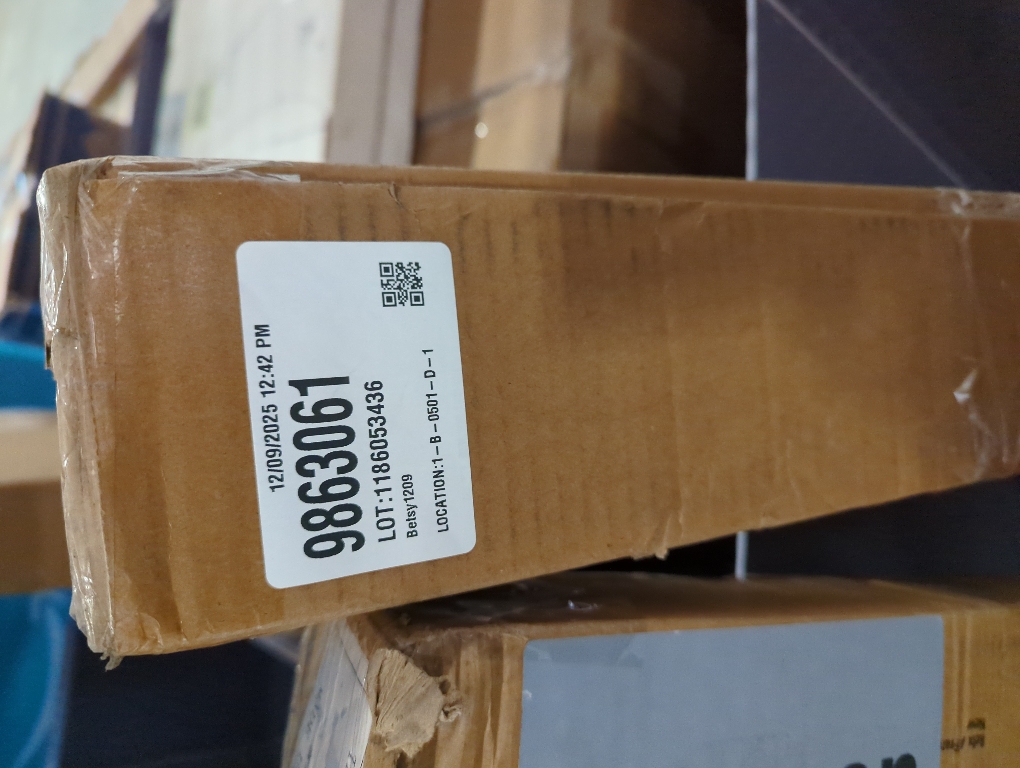 12/09/2025 12:42 PM
9863061
LOT:1186053436
Betsy1209
LOCATION:1-B-0501-D-1